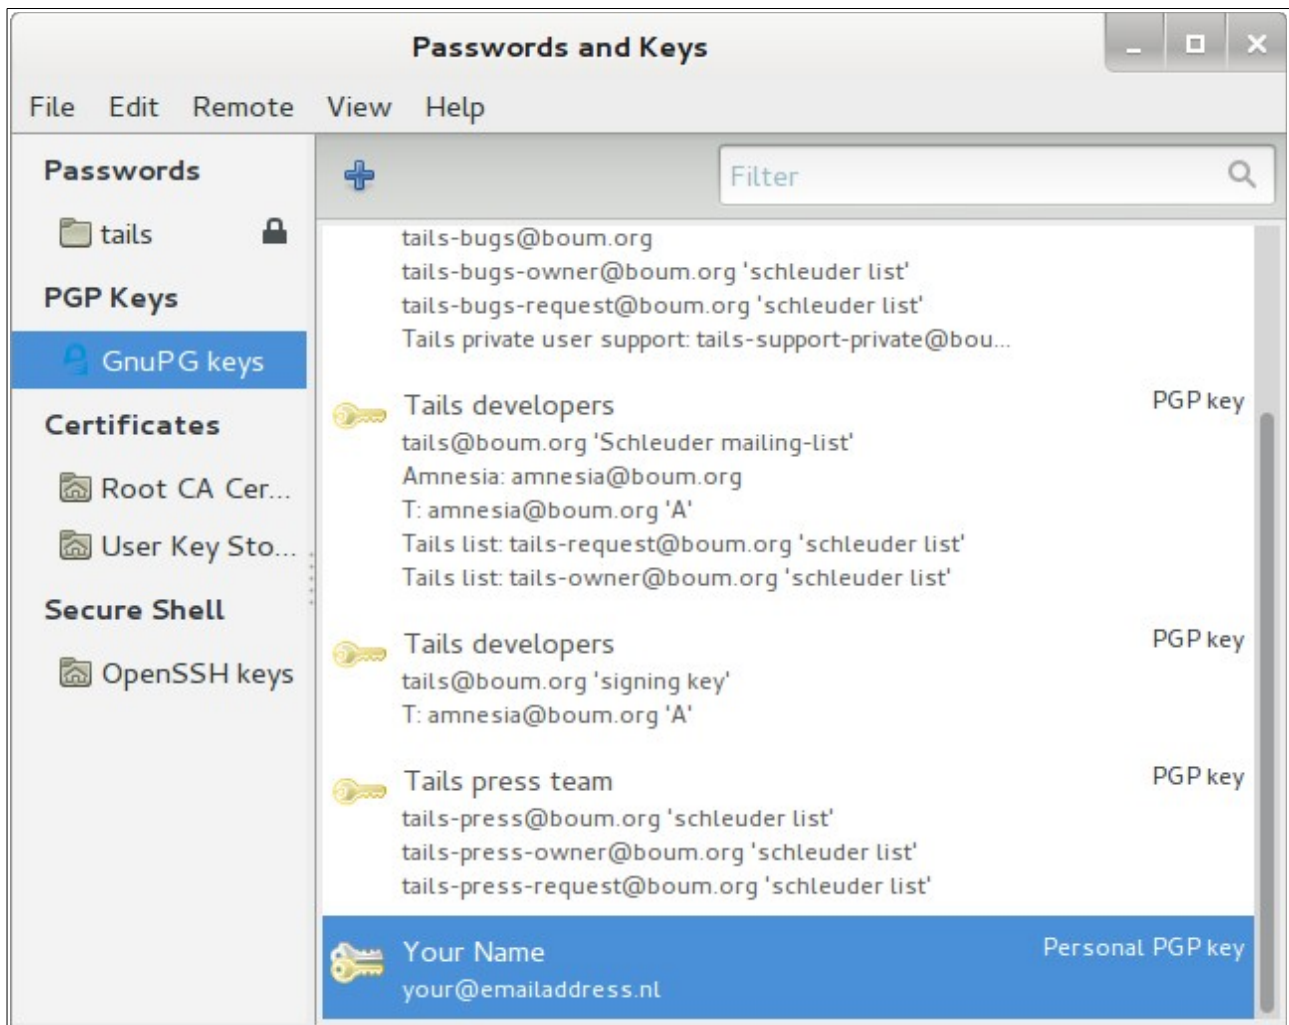 Passwords and Keys
File Edit Remote View Help
Passwords
tails
PGP Keys
GnuPG keys
Certificates
Root CA Cer...
User Key Sto...
Secure Shell
OpenSSH keys
Filter
tails-bugs@boum.org
tails-bugs-owner@boum.org 'schleuder list'
tails-bugs-request@boum.org 'schleuder list'
Tails private user support: tails-support-private@bou...
Tails developers PGP key
tails@boum.org 'Schleuder mailing-list'
Amnesia: amnesia@boum.org
T: amnesia@boum.org 'A'
Tails list: tails-request@boum.org 'schleuder list'
Tails list: tails-owner@boum.org 'schleuder list'
Tails developers PGP key
tails@boum.org 'signing key'
T: amnesia@boum.org 'A'
Tails press team PGP key
tails-press@boum.org 'schleuder list'
tails-press-owner@boum.org 'schleuder list'
tails-press-request@boum.org 'schleuder list'
Your Name Personal PGP key
your@emailaddress.nl